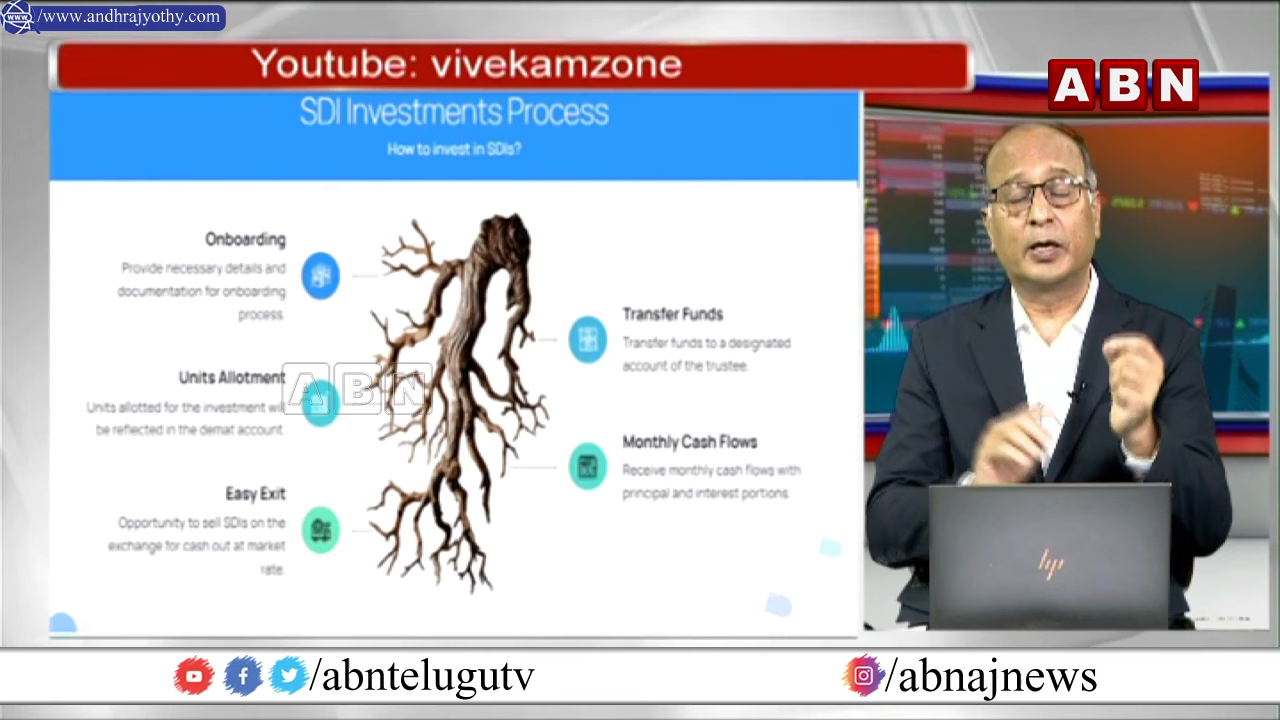 www./www.andhrajyothy.com
Youtube: vivekamzone
ABN
SDI Investments Process
How to invest in SDIs?
Onboarding
Provide necessary details and
documentation for onboarding
process.
Transfer Funds
Transfer funds to a designated
account of the trustee.
Units Allotment
Units allotted for the investment will
be reflected in the demat account.
ABN
Monthly Cash Flows
Receive monthly cash flows with
principal and interest portions.
Easy Exit
Opportunity to sell SDIs on the
exchange for cash out at market
rate.
hp
/abntelugutv
/abnajnews